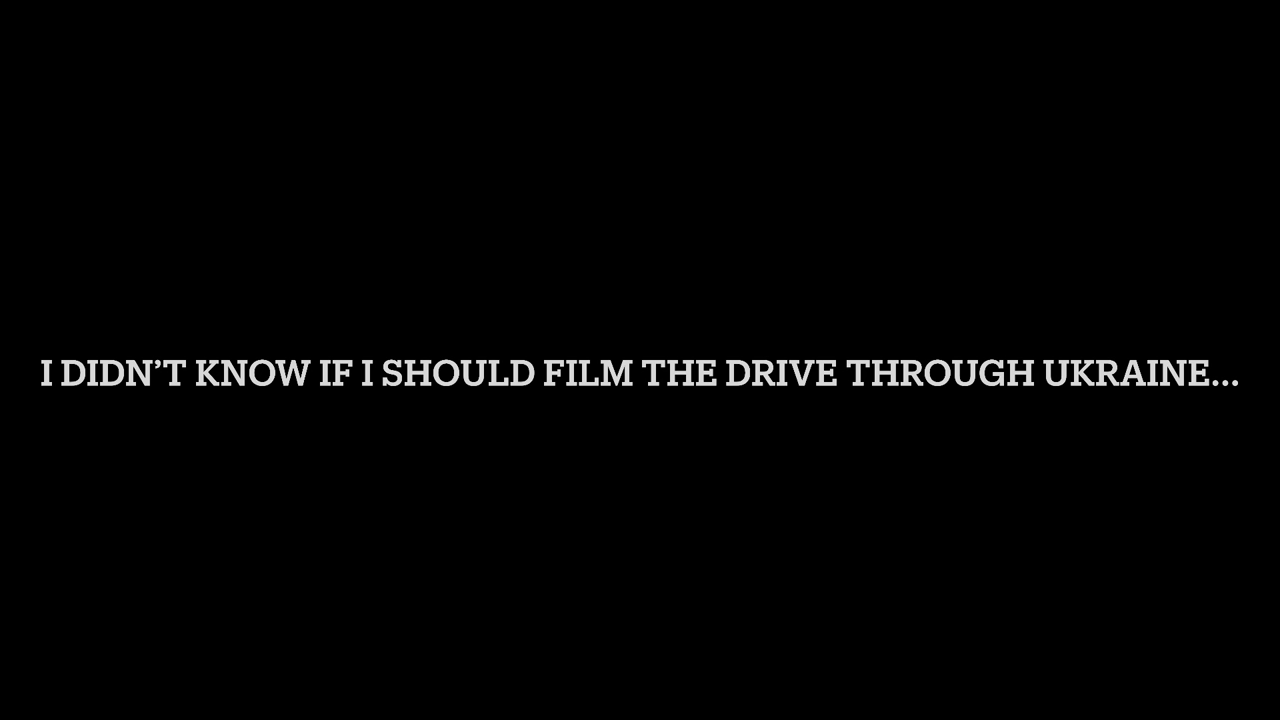 I DIDN’T KNOW IF I SHOULD FILM THE DRIVE THROUGH UKRAINE...